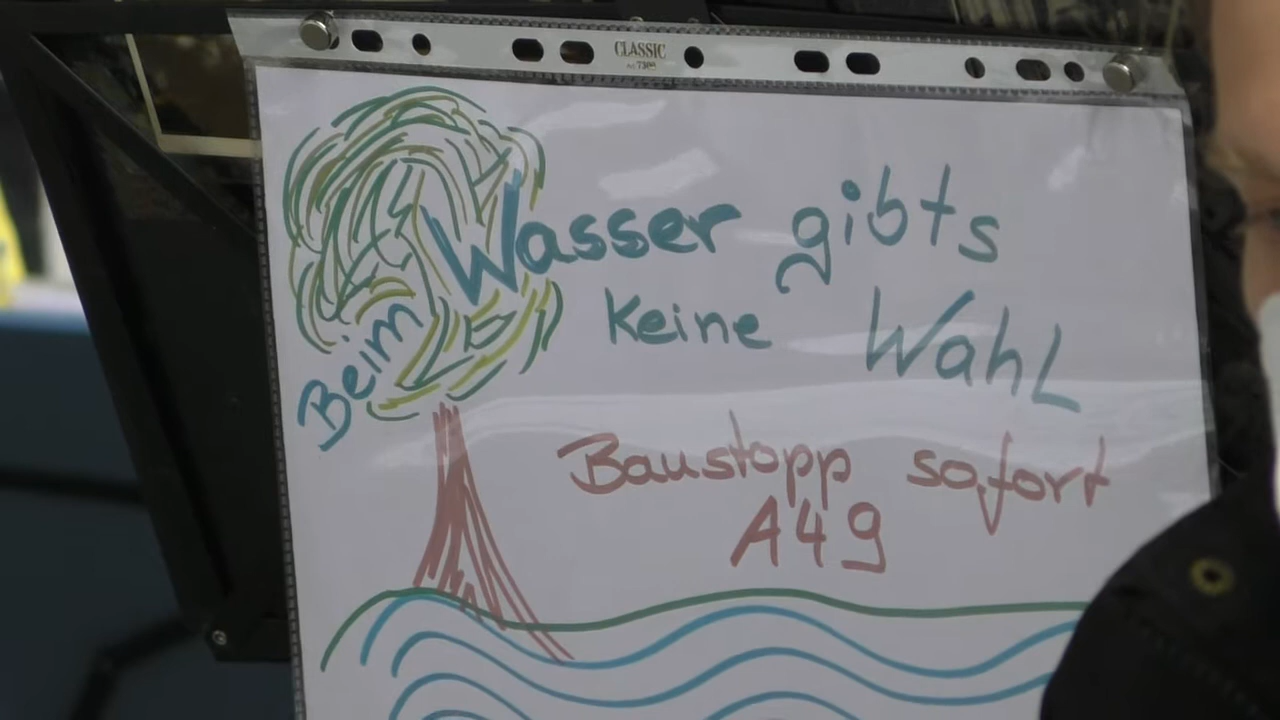 CLASSIC
Beim Wasser gibts
Keine Wahl
Baustopp sofort
A49